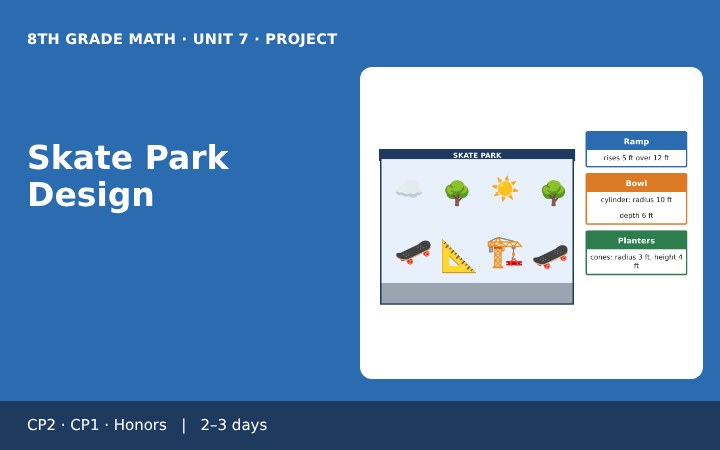 8TH GRADE MATH · UNIT 7 · PROJECT
Skate Park
Design
SKATE PARK
Ramp
rises 5 ft over 12 ft
Bowl
cylinder: radius 10 ft
depth 6 ft
Planters
cones: radius 3 ft, height 4
ft
CP2 · CP1 · Honors | 2–3 days